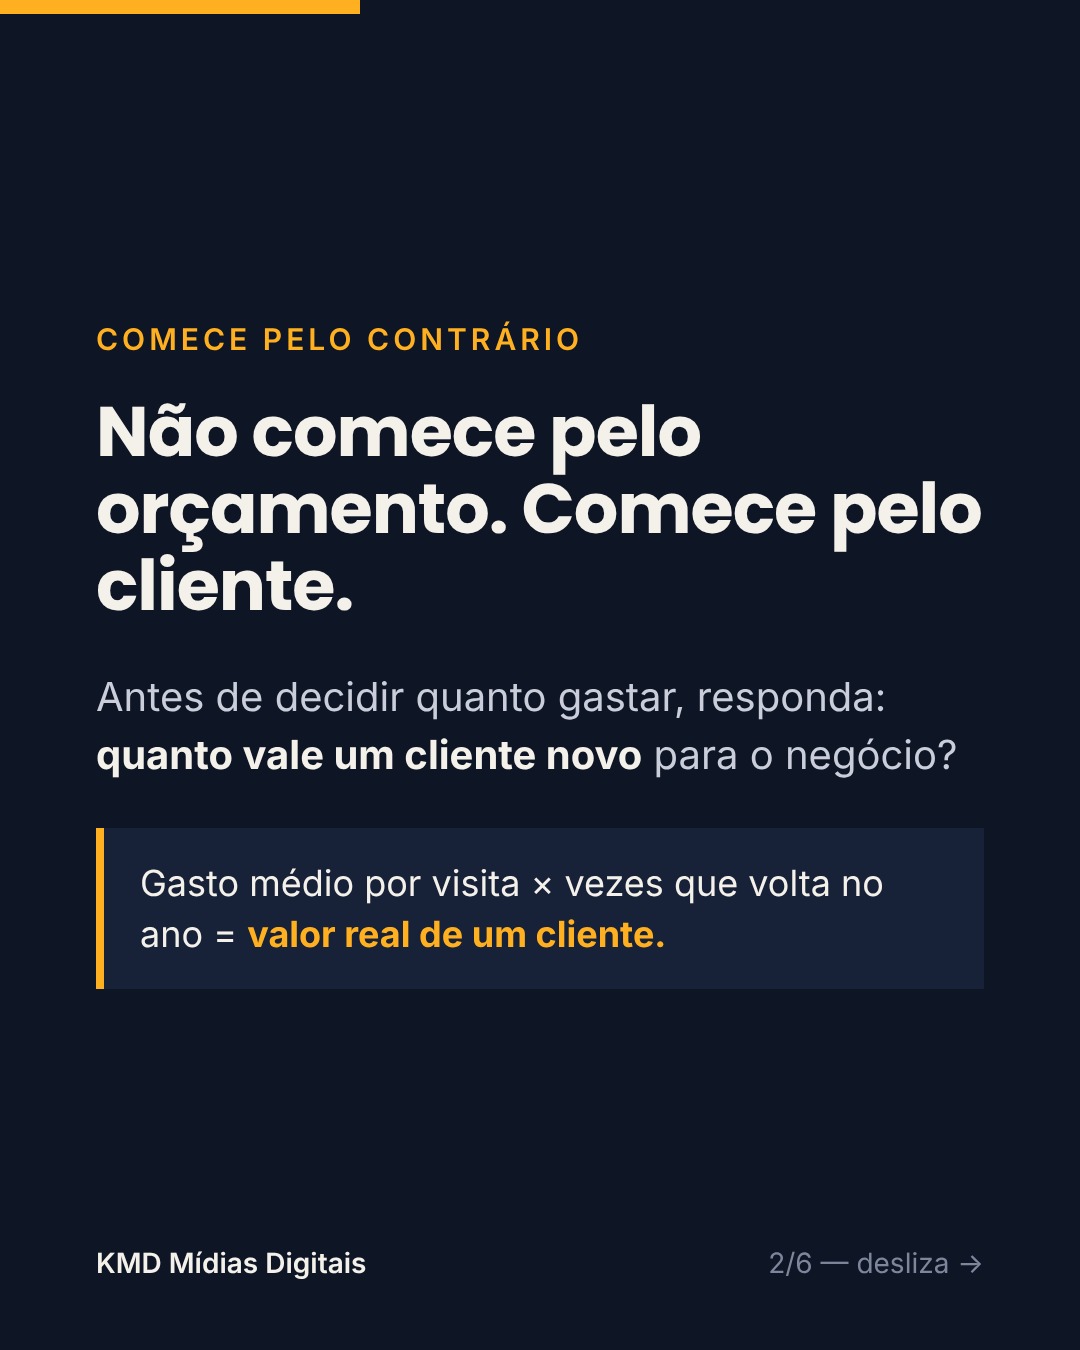 COMECE PELO CONTRÁRIO
Não comece pelo
orçamento. Comece pelo
cliente.
Antes de decidir quanto gastar, responda:
quanto vale um cliente novo para o negócio?
Gasto médio por visita × vezes que volta no
ano = valor real de um cliente.
KMD Mídias Digitais
2/6 — desliza →